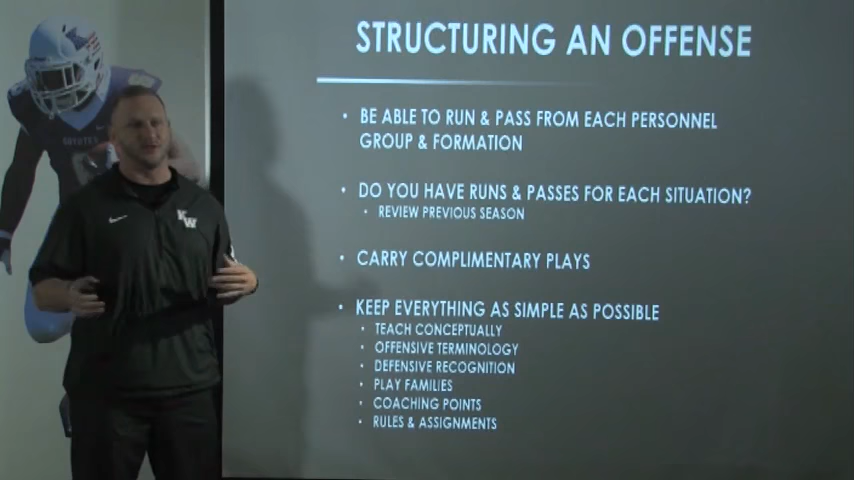 STRUCTURING AN OFFENSE
• BE ABLE TO RUN & PASS FROM EACH PERSONNEL
GROUP & FORMATION
• DO YOU HAVE RUNS & PASSES FOR EACH SITUATION?
• REVIEW PREVIOUS SEASON
• CARRY COMPLIMENTARY PLAYS
• KEEP EVERYTHING AS SIMPLE AS POSSIBLE
• TEACH CONCEPTUALLY
• OFFENSIVE TERMINOLOGY
• DEFENSIVE RECOGNITION
• PLAY FAMILIES
• COACHING POINTS
• RULES & ASSIGNMENTS
KW
COYOTES